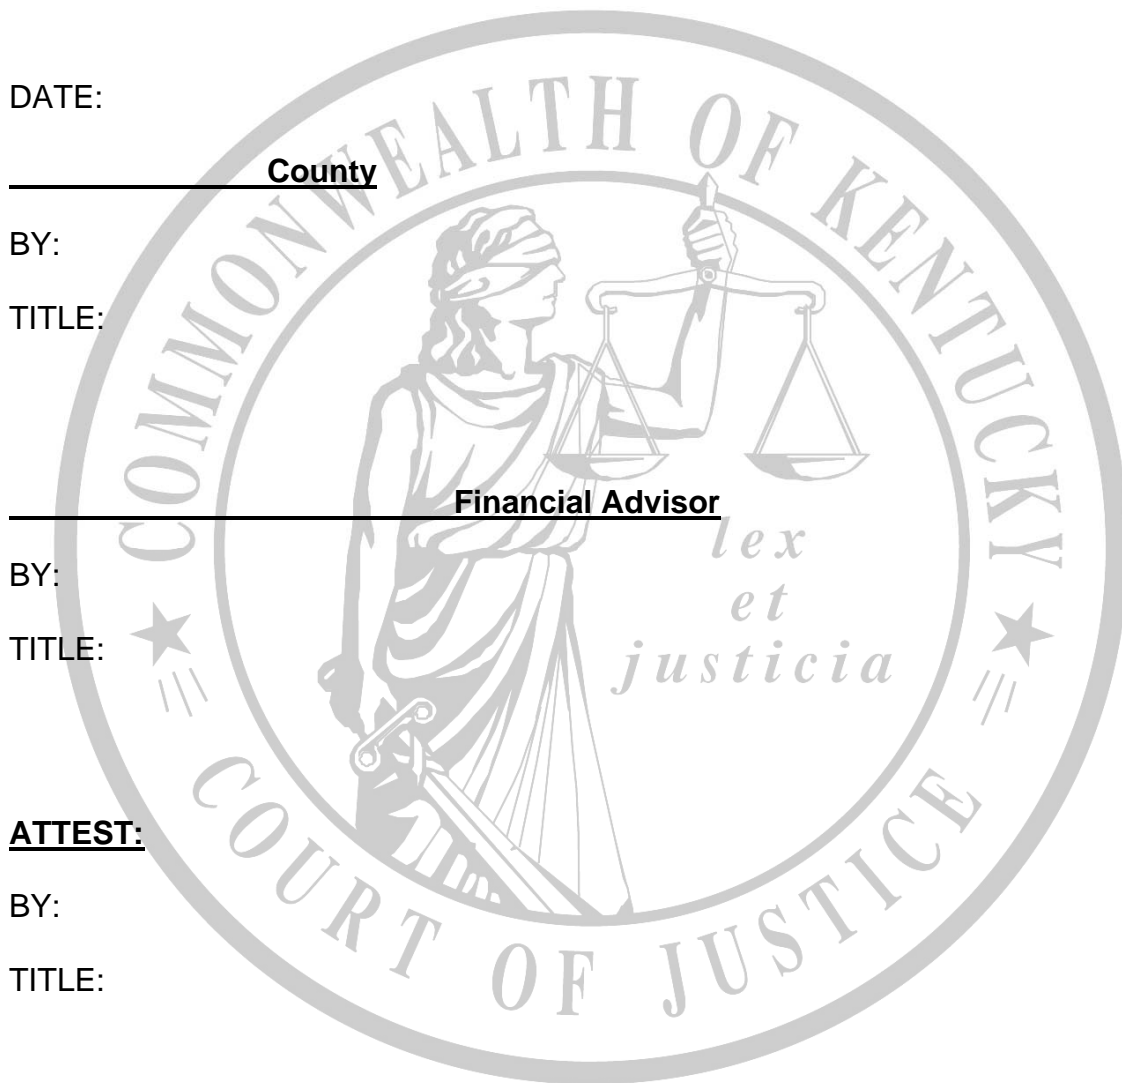 DATE:
County
BY:
TITLE:
Financial Advisor
BY:
TITLE:
ATTEST:
BY:
TITLE:
COMMONWEALTH OF KENTUCKY
lex
et
justicia
COURT OF JUSTICE